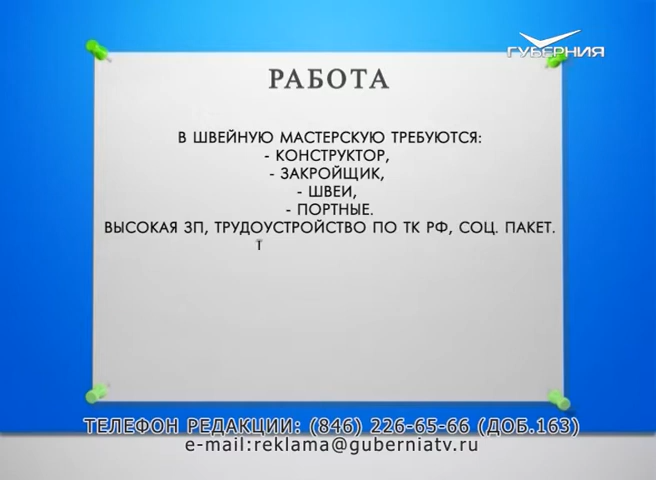 ГУБЕРНИЯ
РАБОТА
В ШВЕЙНУЮ МАСТЕРСКУЮ ТРЕБУЮТСЯ:
- КОНСТРУКТОР,
- ЗАКРОЙЩИК,
- ШВЕИ,
- ПОРТНЫЕ.
ВЫСОКАЯ ЗП, ТРУДОУСТРОЙСТВО ПО ТК РФ, СОЦ. ПАКЕТ.
Т
ТЕЛЕФОН РЕДАКЦИИ: (846) 226-65-66 (ДОБ.163)
e-mail:reklama@guberniatv.ru